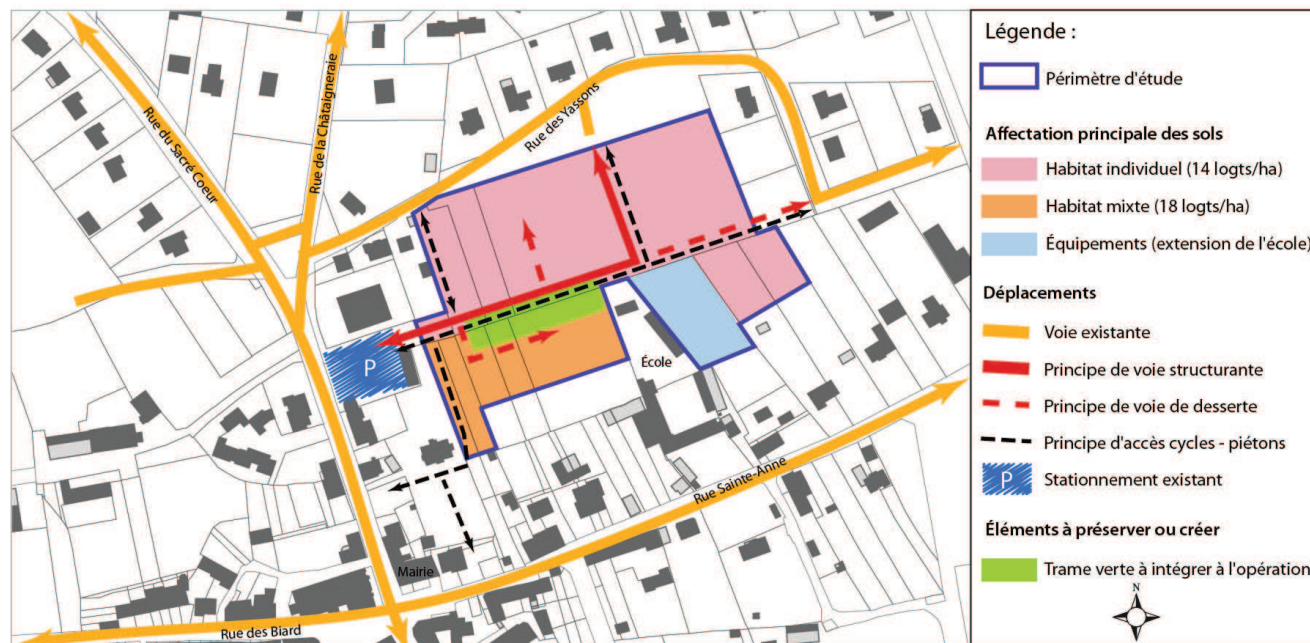 Rue du Sacré Coeur
Rue de la Châtaigneraie
Rue des Yassons
P
École
Rue Sainte-Anne
Mairie
Rue des Biard
Légende :
Périmètre d'étude
Affectation principale des sols
Habitat individuel (14 logts/ha)
Habitat mixte (18 logts/ha)
Équipements (extension de l'école)
Déplacements
Voie existante
Principe de voie structurante
Principe de voie de desserte
Principe d'accès cycles - piétons
P
Stationnement existant
Éléments à préserver ou créer
Trame verte à intégrer à l'opération
N